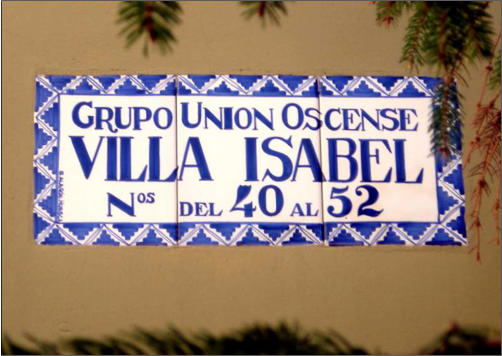 GRUPO UNION OSCENSE
VILLA ISABEL
Nos DEL 40 AL 52